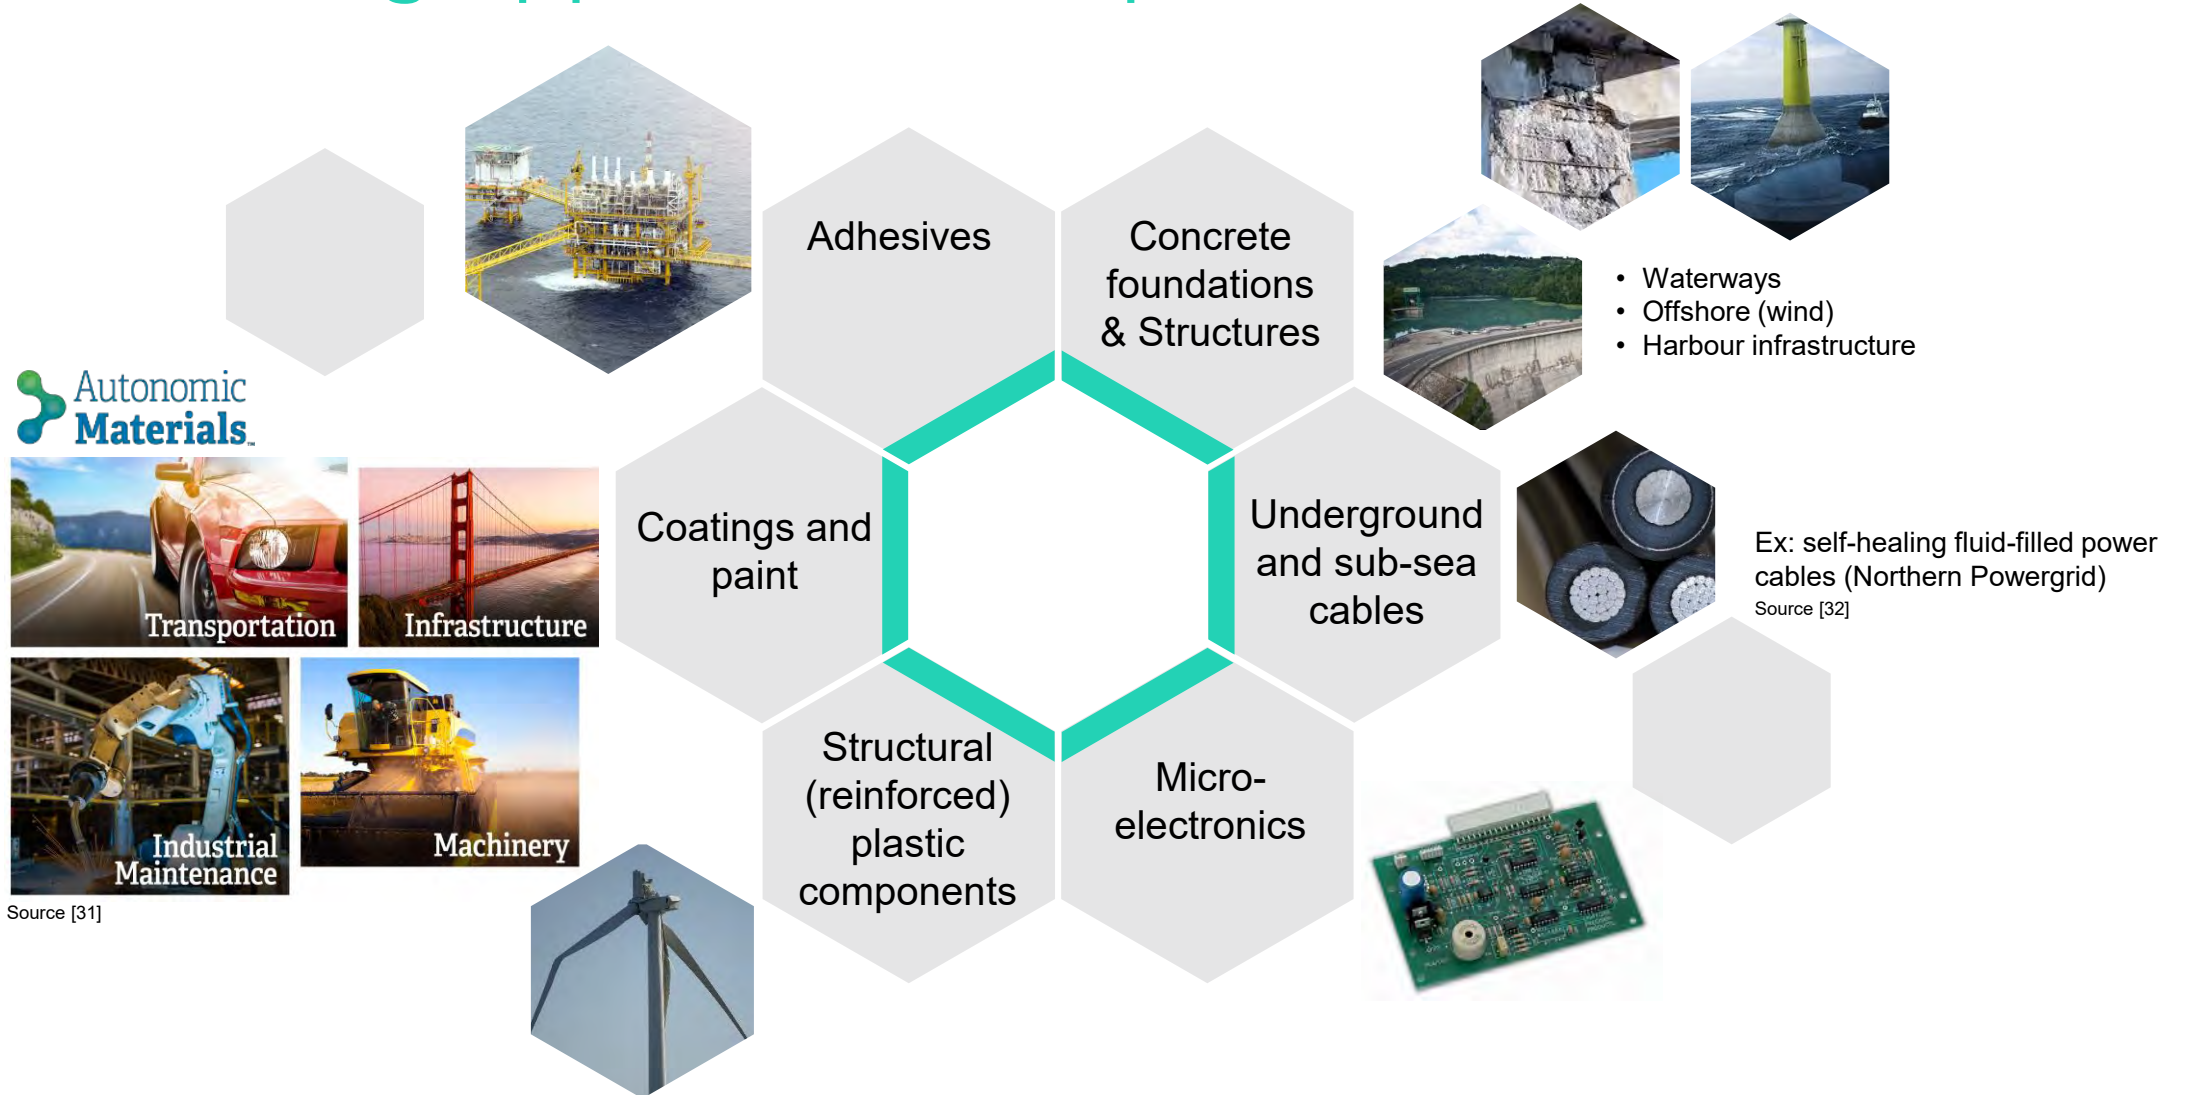 Adhesives
Concrete
foundations
& Structures
• Waterways
• Offshore (wind)
• Harbour infrastructure
Autonomic
Materials™
Transportation
Infrastructure
Industrial
Maintenance
Machinery
Source [31]
Coatings and
paint
Underground
and sub-sea
cables
Ex: self-healing fluid-filled power
cables (Northern Powergrid)
Source [32]
Structural
(reinforced)
plastic
components
Micro-
electronics